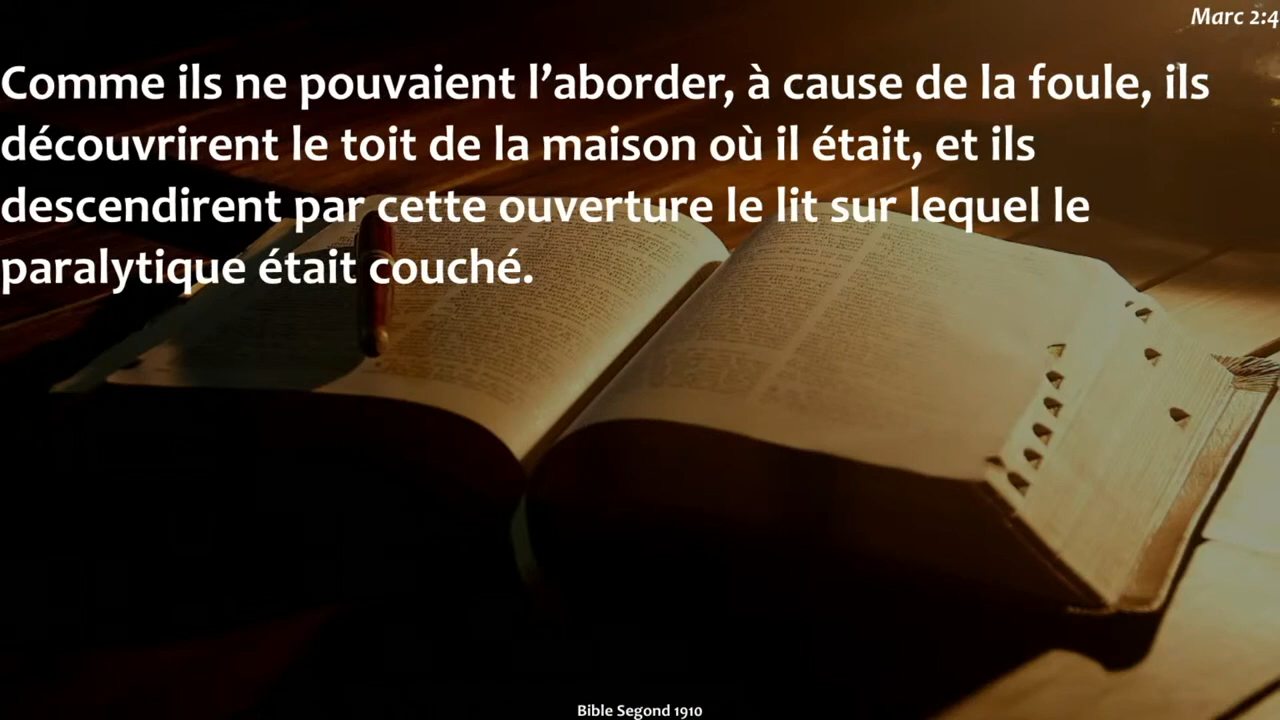 Marc 2:4
Comme ils ne pouvaient l’aborder, à cause de la foule, ils
découvrirent le toit de la maison où il était, et ils
descendirent par cette ouverture le lit sur lequel le
paralytique était couché.
Bible Segond 1910